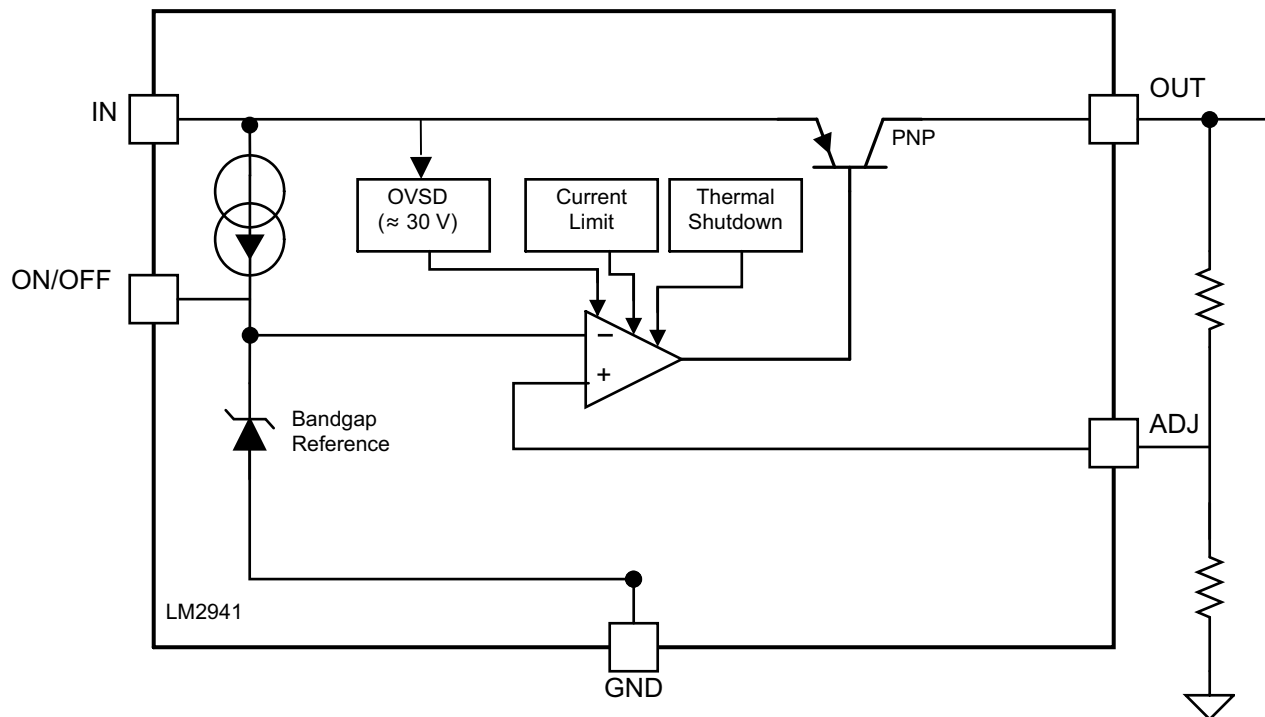 OUT
IN
PNP
OVSD
(≈ 30 V)
Current
Limit
Thermal
Shutdown
ON/OFF
−
+
Bandgap
Reference
ADJ
LM2941
GND